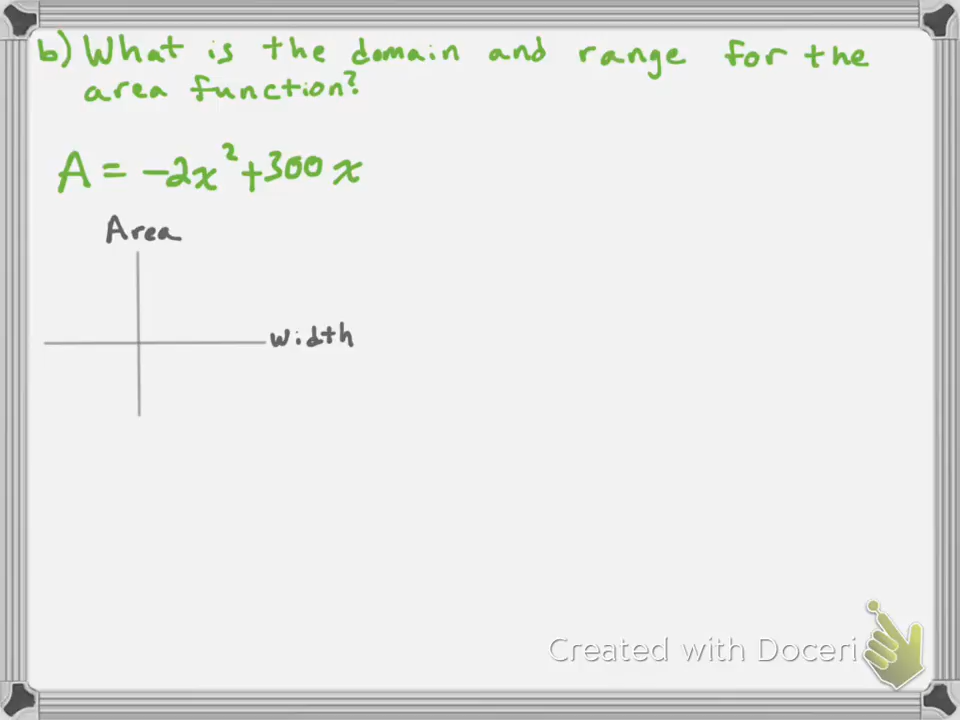 b) What is the domain and range for the
area function?
A = -2x² + 300x
Area
width
Created with Doceri